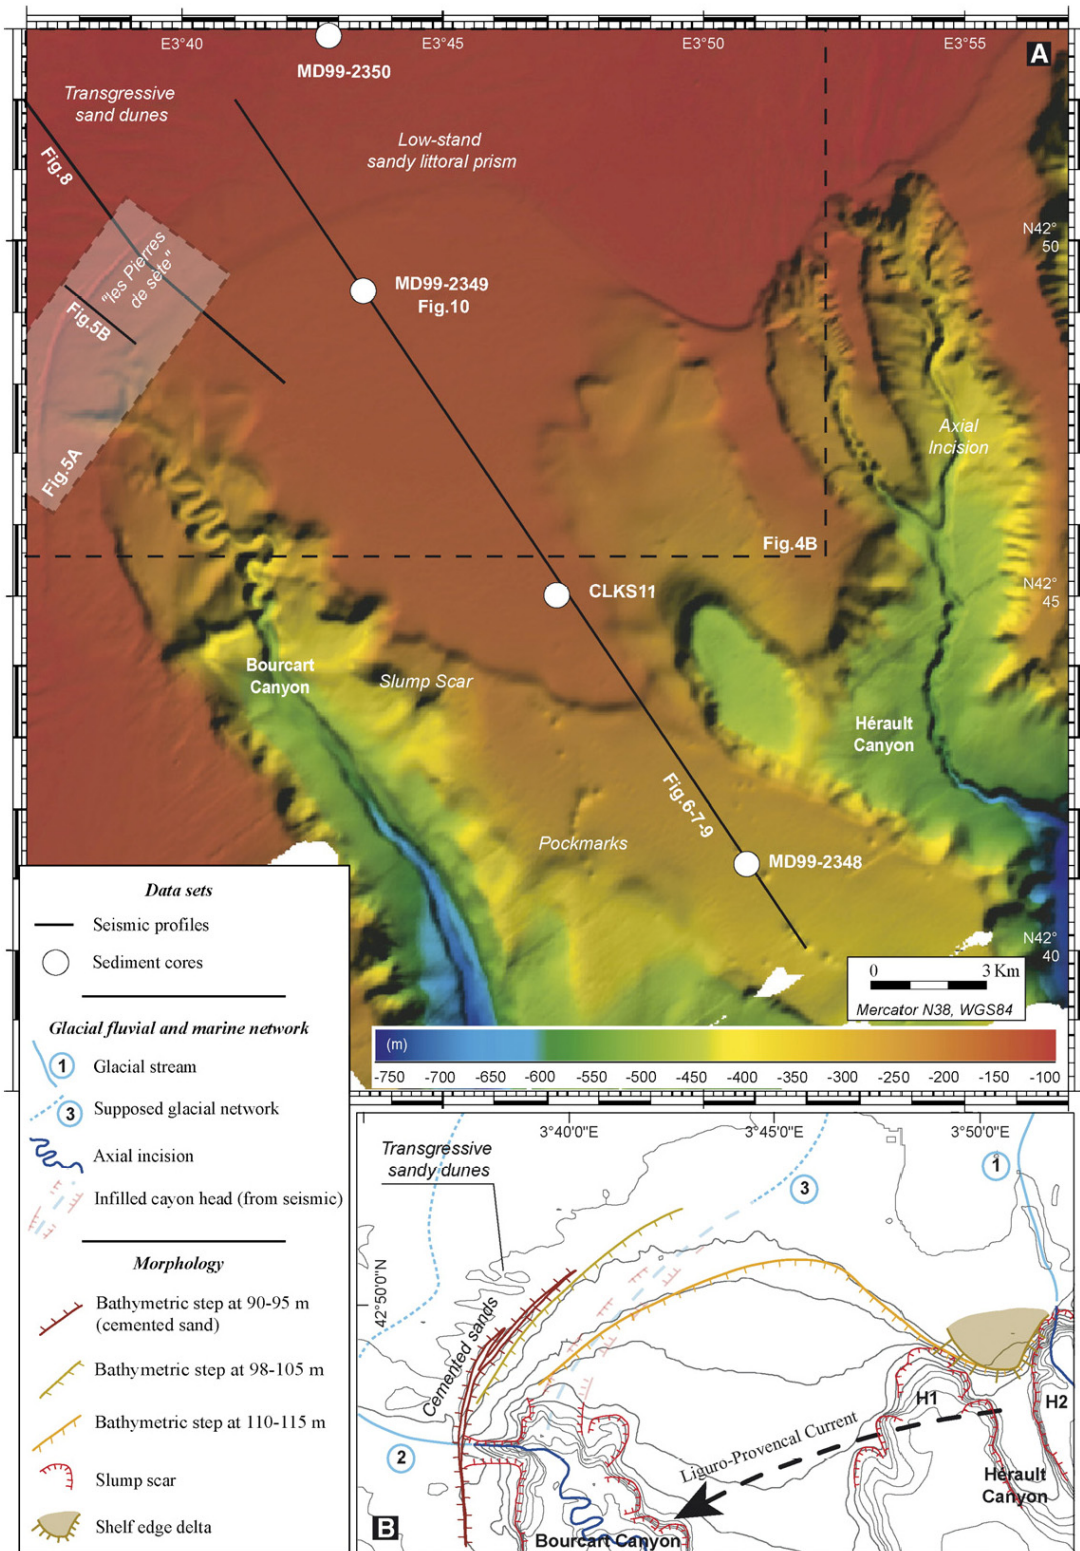 E3°40
E3°45
E3°50
E3°55
A
MD99-2350
Transgressive
sand dunes
Low-stand
sandy littoral prism
Fig.8
N42°
50
"les Pierres
de sète"
MD99-2349
Fig.10
Fig.5B
Axial
Incision
Fig.5A
Fig.4B
CLKS11
N42°
45
Bourcart
Canyon
Slump Scar
Hérault
Canyon
Fig.6-7-9
Pockmarks
MD99-2348
N42°
40
0 3 Km
Mercator N38, WGS84
(m)
-750 -700 -650 -600 -550 -500 -450 -400 -350 -300 -200 -150 -100
Data sets
Seismic profiles
Sediment cores
Glacial fluvial and marine network
1 Glacial stream
3 Supposed glacial network
Axial incision
Infilled cayon head (from seismic)
Morphology
Bathymetric step at 90-95 m
(cemented sand)
Bathymetric step at 98-105 m
Bathymetric step at 110-115 m
Slump scar
Shelf edge delta
3°40'0"E
3°45'0"E
3°50'0"E
Transgressive
sandy dunes
1
3
42°50'0"N
Cemented sands
H1
H2
2
Liguro-Provencal Current
Hérault
Canyon
B
Bourcart Canyon